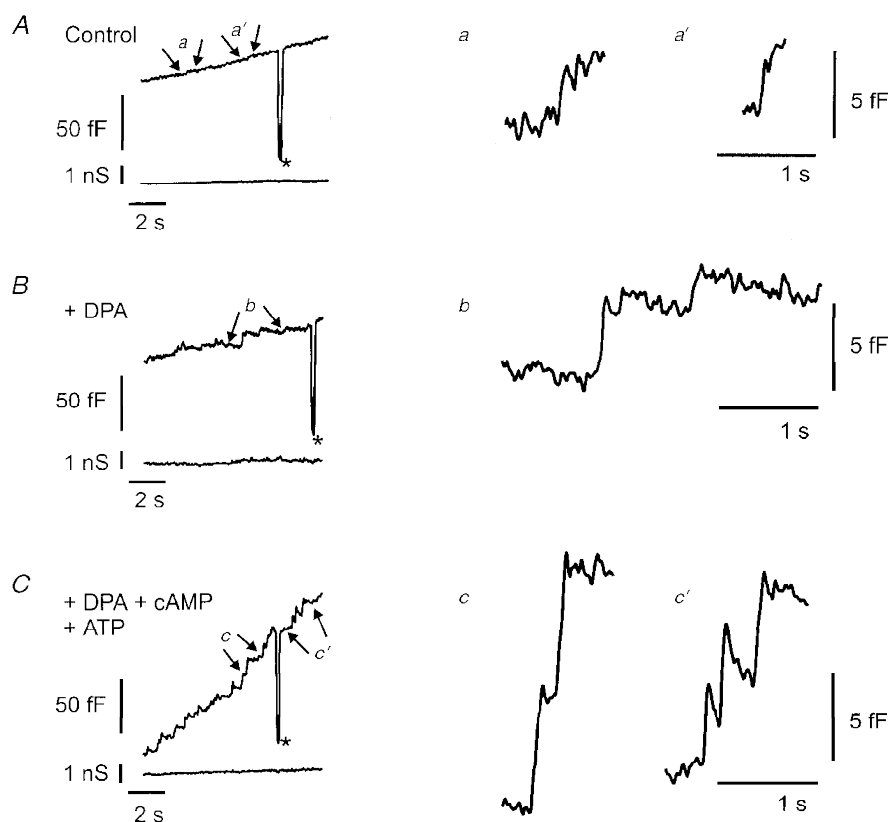 A
Control
a
a'
50 fF
*
1 nS
2 s
a
a'
5 fF
1 s
B
+ DPA
b
50 fF
*
1 nS
2 s
b
5 fF
1 s
C
+ DPA + cAMP
+ ATP
c
c'
50 fF
*
1 nS
2 s
c
c'
5 fF
1 s